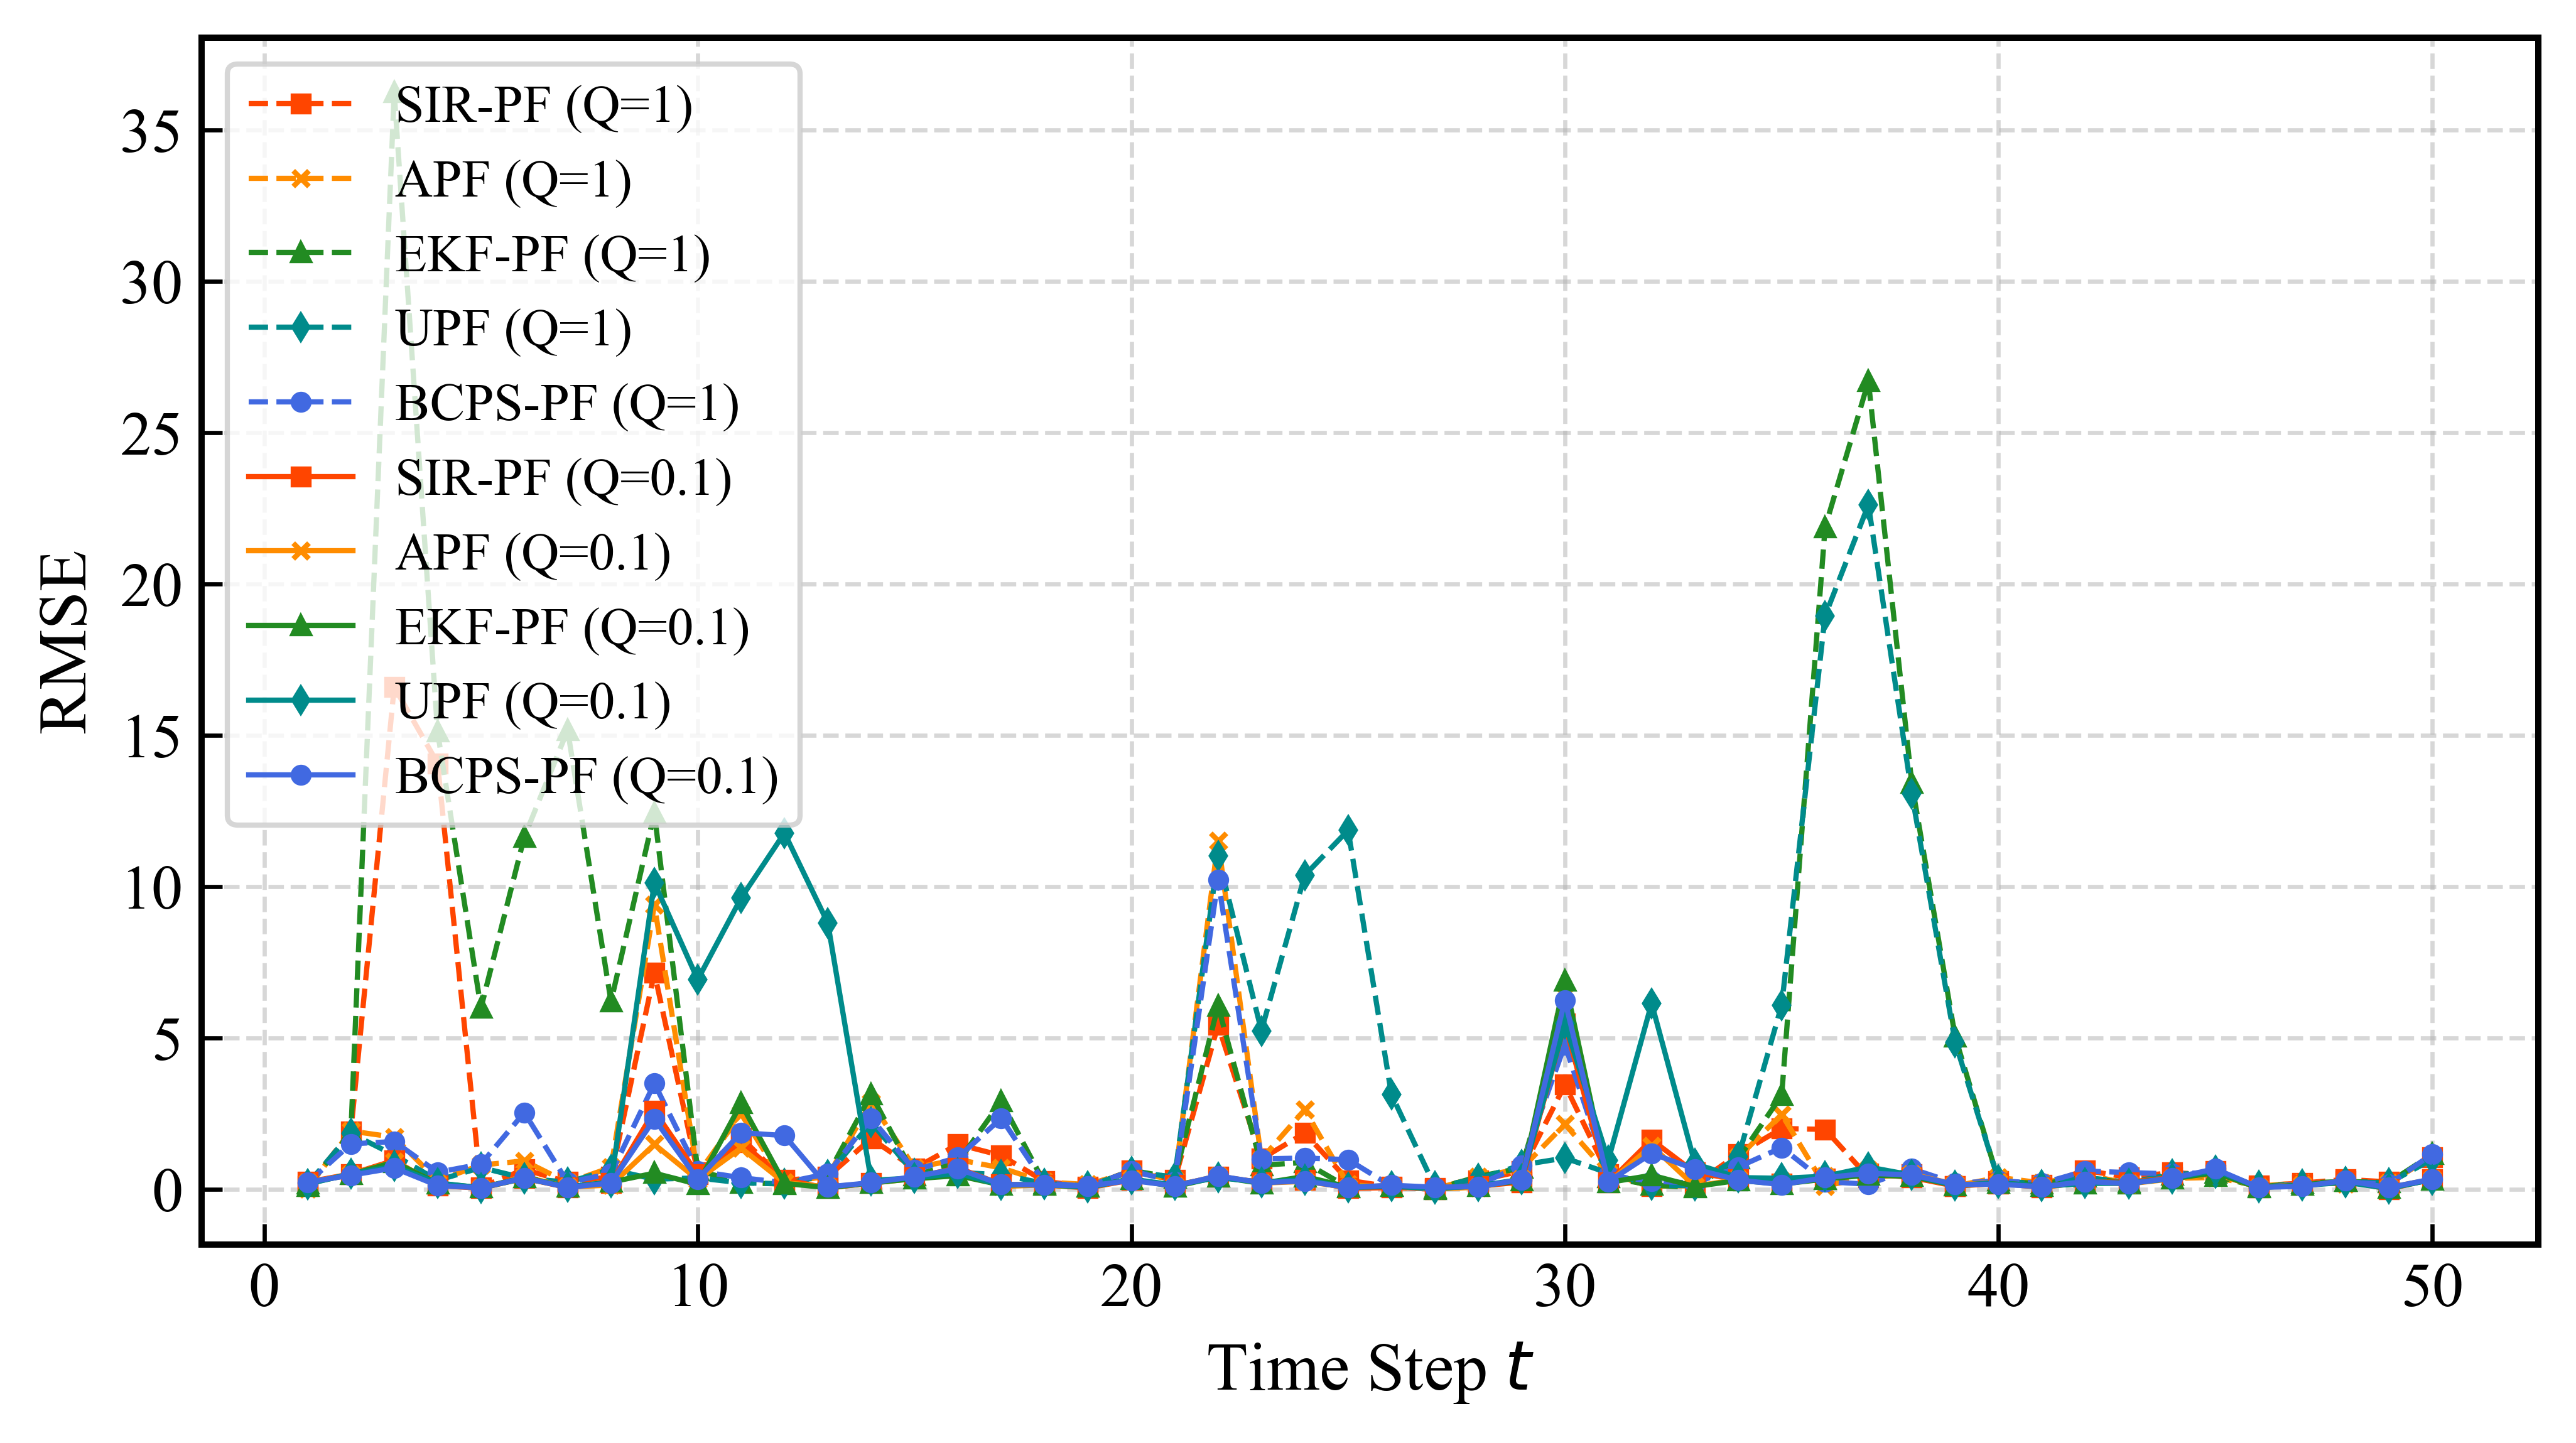 SIR-PF (Q=1)
APF (Q=1)
EKF-PF (Q=1)
UPF (Q=1)
BCPS-PF (Q=1)
SIR-PF (Q=0.1)
APF (Q=0.1)
EKF-PF (Q=0.1)
UPF (Q=0.1)
BCPS-PF (Q=0.1)
35
30
25
20
15
10
5
0
RMSE
0 10 20 30 40 50
Time Step t